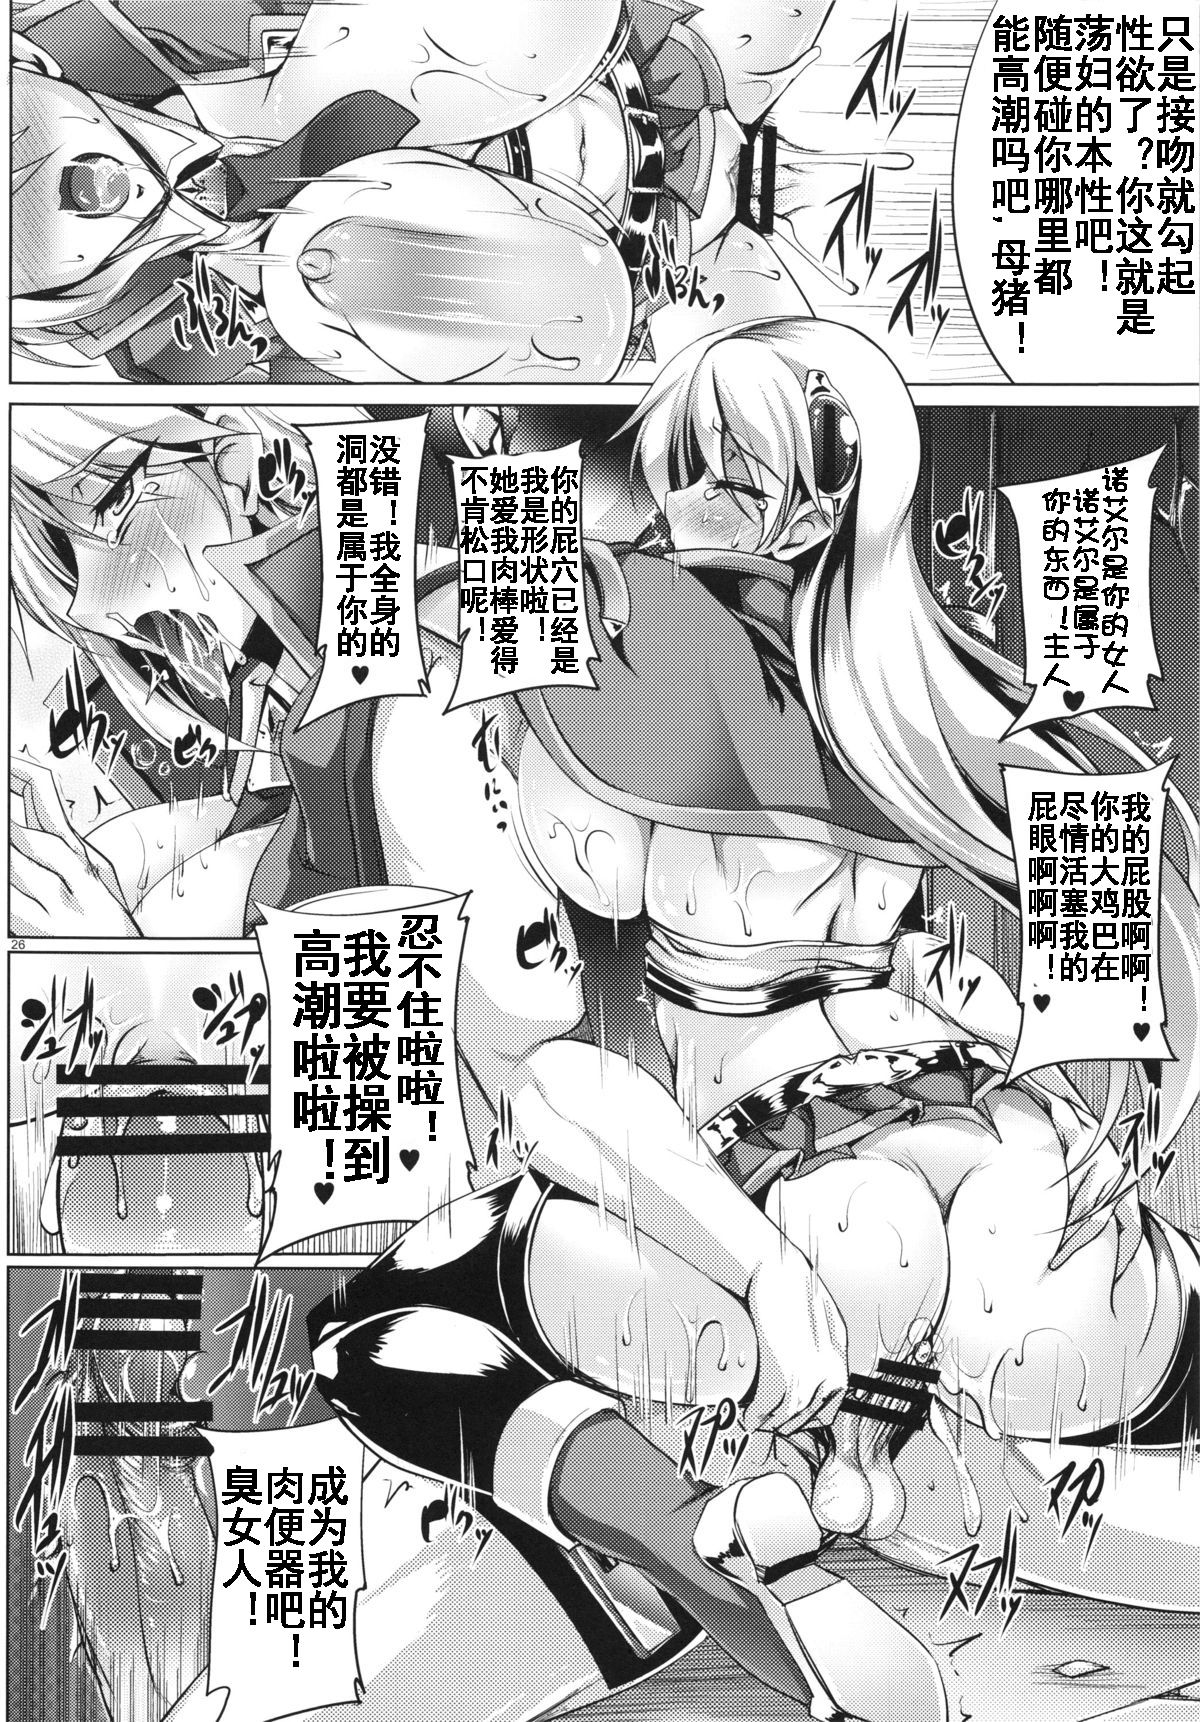 只是接吻就勾起
性欲了？你这就是
荡妇的本性吧！
随便碰你哪里都
能高潮吗吧，母猪！
诺艾尔是你的女人
诺艾尔是属于
你的东西！主人♥
你的屁穴已经是
我是形状啦！
她爱我肉棒爱得
不肯松口呢！
没错！我全身的
洞都是属于你的♥
我的屁股啊啊！
你的大鸡巴在
尽情活塞我的
屁眼啊啊啊！♥
忍不住啦啦！
我要被操到
高潮啦啦！♥
成为我的
肉便器吧！
臭女人！
26